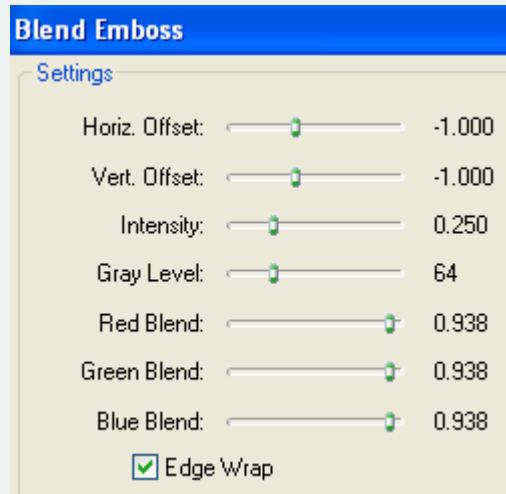 Blend Emboss
Settings
Horiz. Offset: -1.000
Vert. Offset: -1.000
Intensity: 0.250
Gray Level: 64
Red Blend: 0.938
Green Blend: 0.938
Blue Blend: 0.938
Edge Wrap